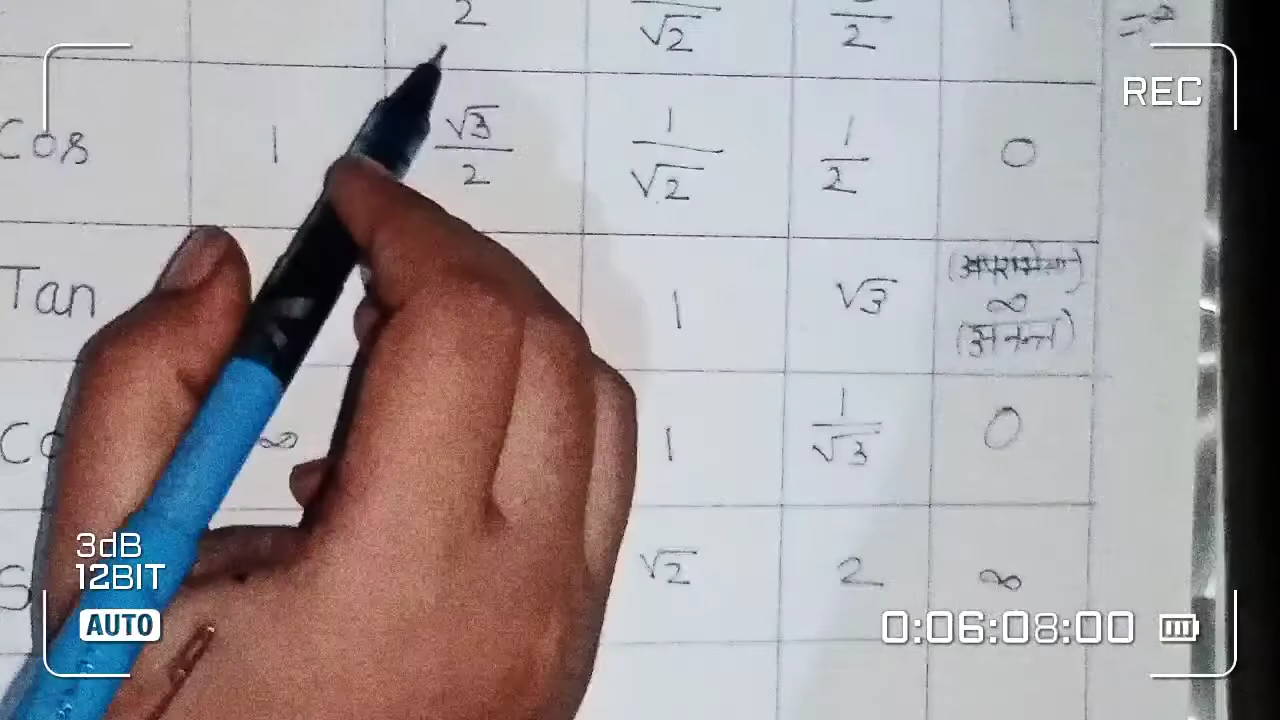 2 √2 2 1
REC
Cos 1 √3/2 1/√2 1/2 0
Tan 1 √3 ∞
(अनन्त)
∞ 1 1/√3 0
3dB
12BIT
√2 2 ∞
AUTO
0:06:08:00